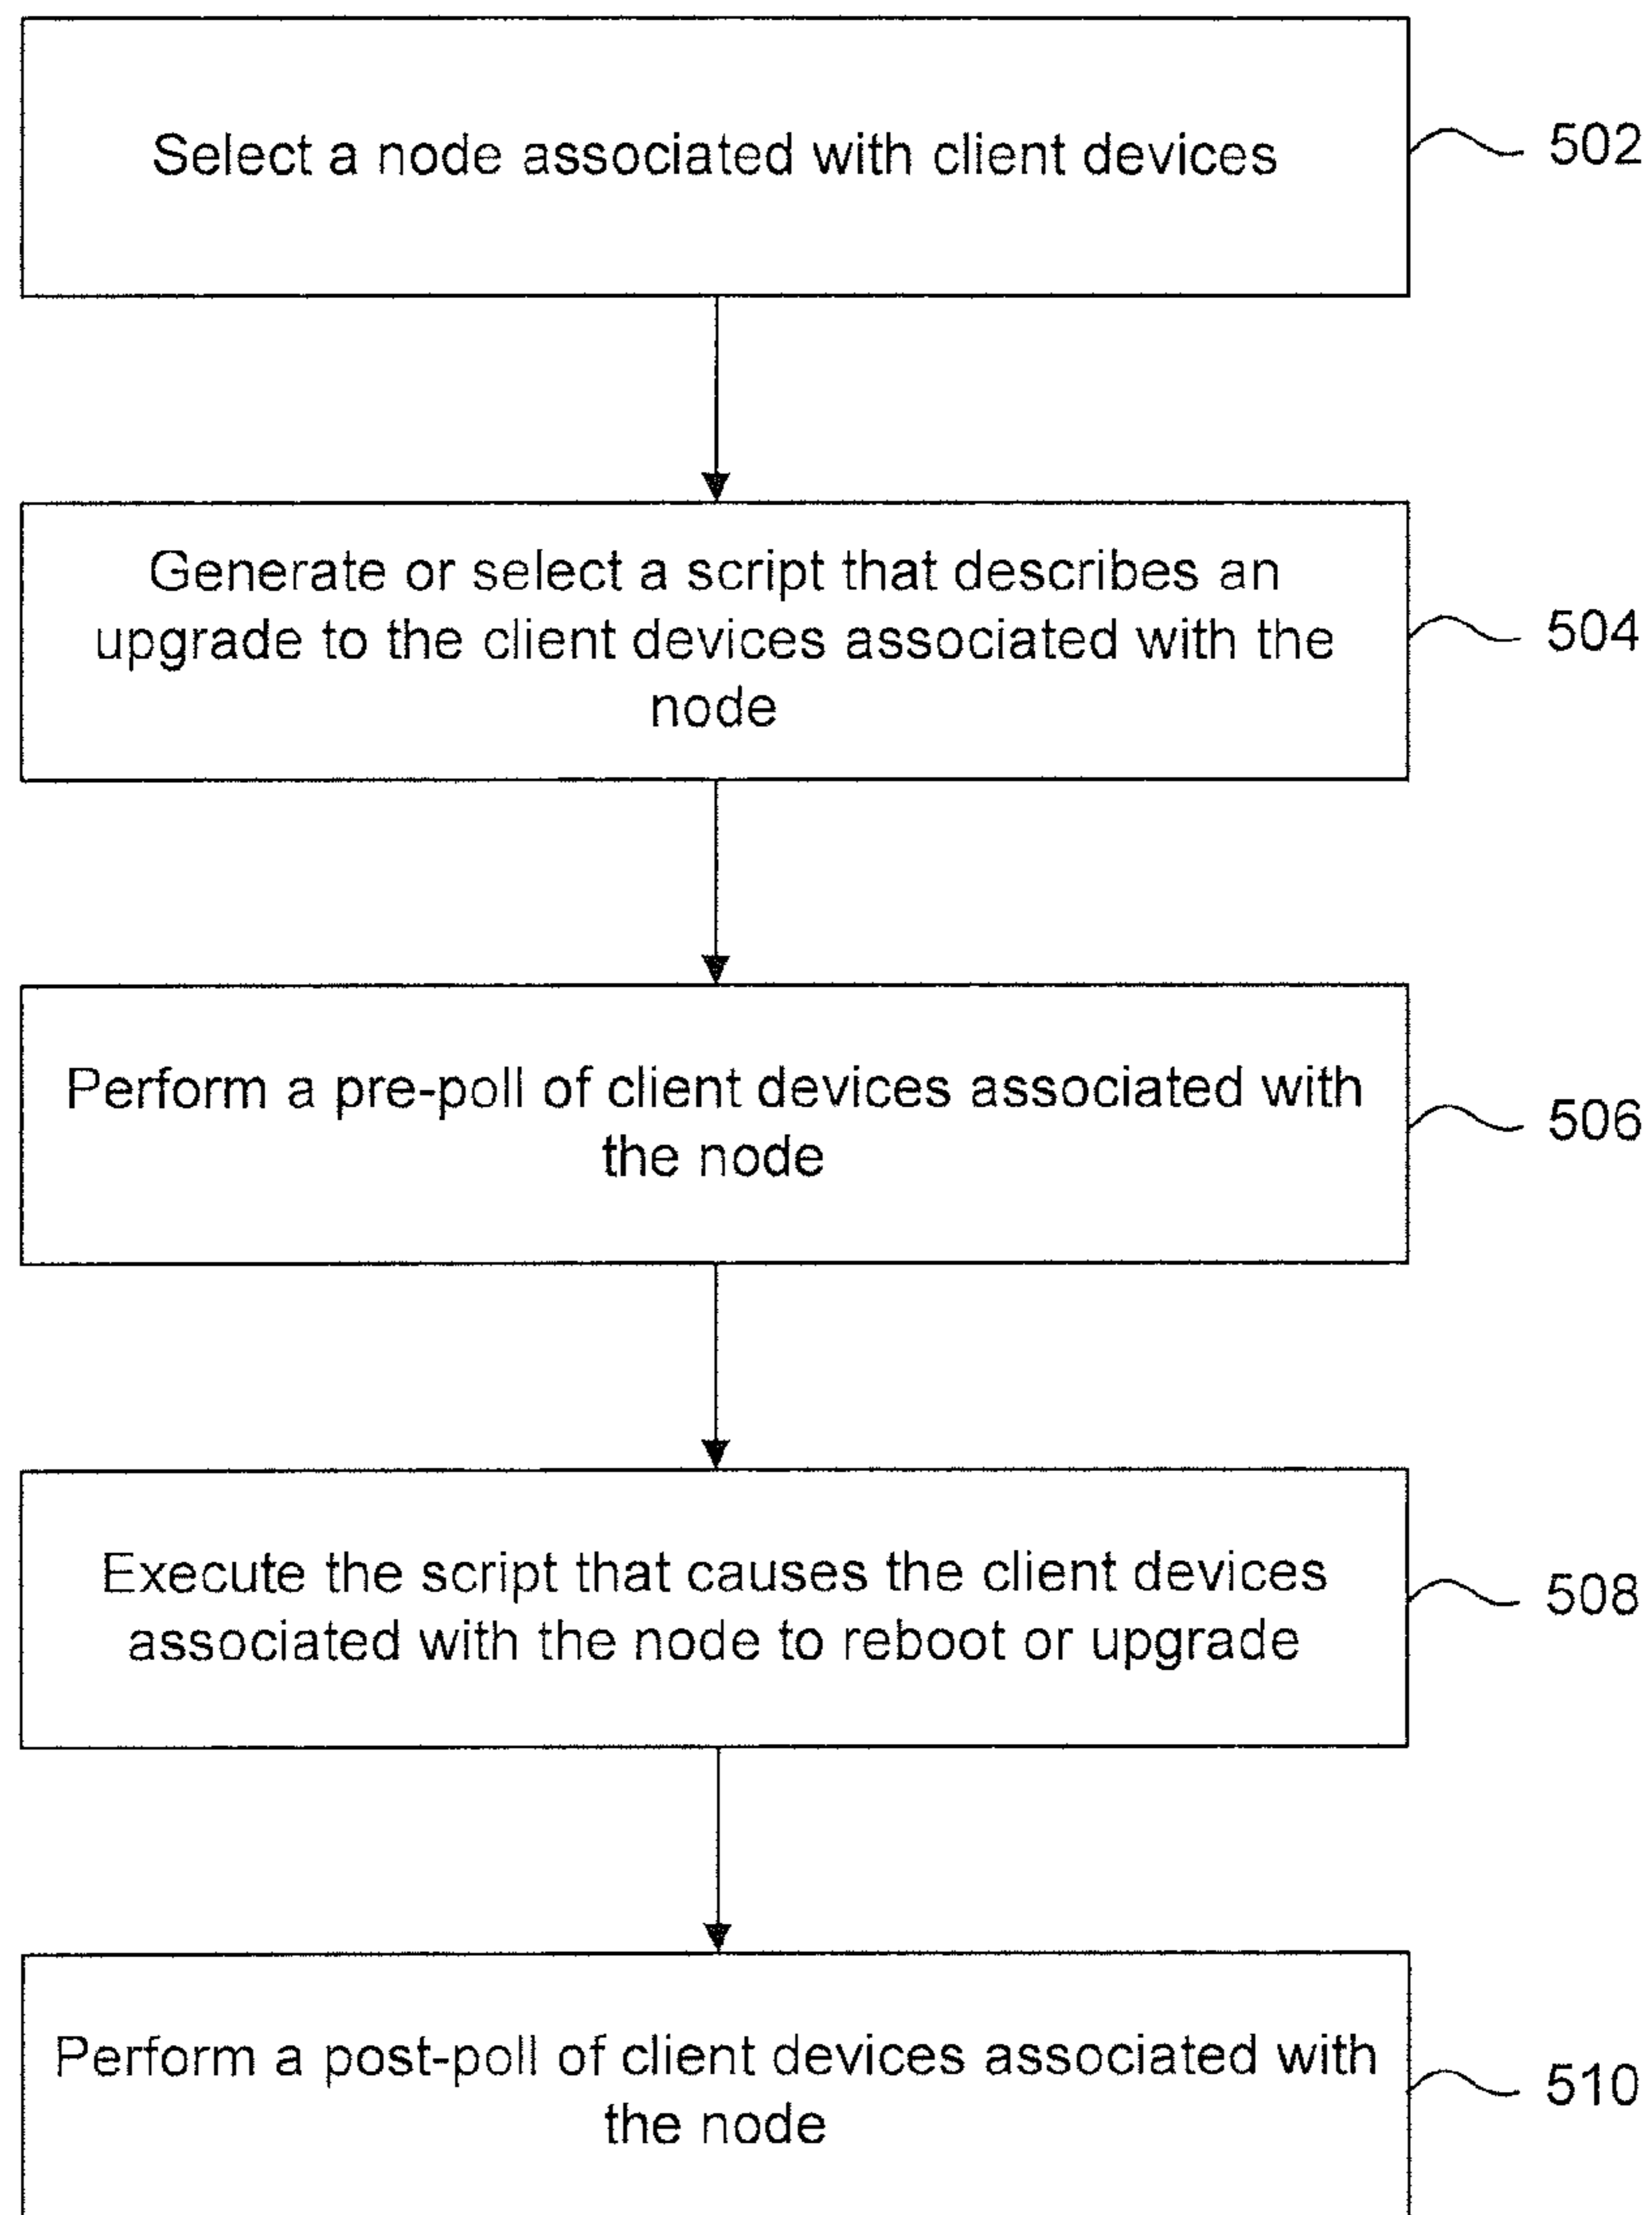 Select a node associated with client devices
502
Generate or select a script that describes an
upgrade to the client devices associated with the
node
504
Perform a pre-poll of client devices associated with
the node
506
Execute the script that causes the client devices
associated with the node to reboot or upgrade
508
Perform a post-poll of client devices associated with
the node
510